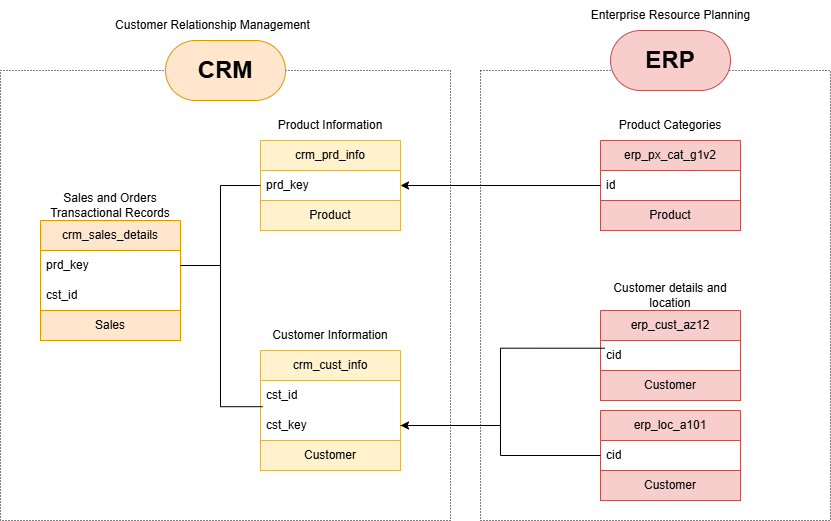 Customer Relationship Management
CRM
Enterprise Resource Planning
ERP
Product Information
crm_prd_info
prd_key
Product
Product Categories
erp_px_cat_g1v2
id
Product
Sales and Orders
Transactional Records
crm_sales_details
prd_key
cst_id
Sales
Customer Information
crm_cust_info
cst_id
cst_key
Customer
Customer details and
location
erp_cust_az12
cid
Customer
erp_loc_a101
cid
Customer